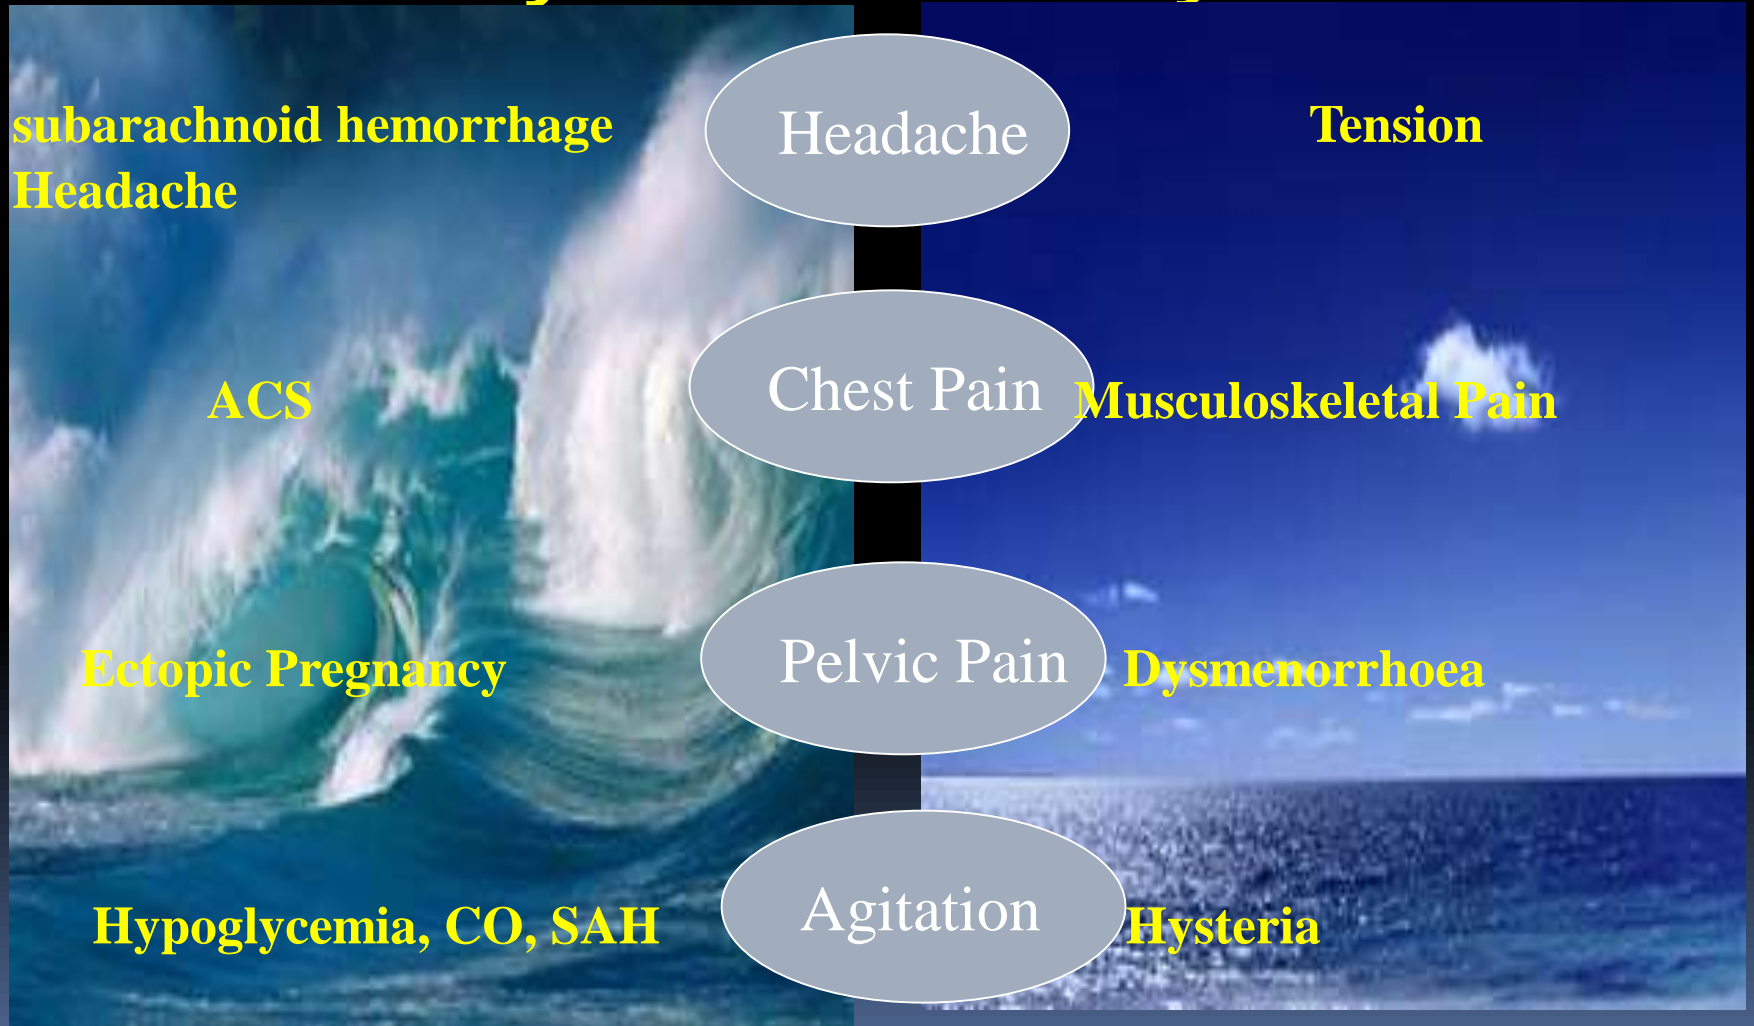 subarachnoid hemorrhage
Headache
Headache
Tension
ACS
Chest Pain
Musculoskeletal Pain
Ectopic Pregnancy
Pelvic Pain
Dysmenorrhoea
Hypoglycemia, CO, SAH
Agitation
Hysteria